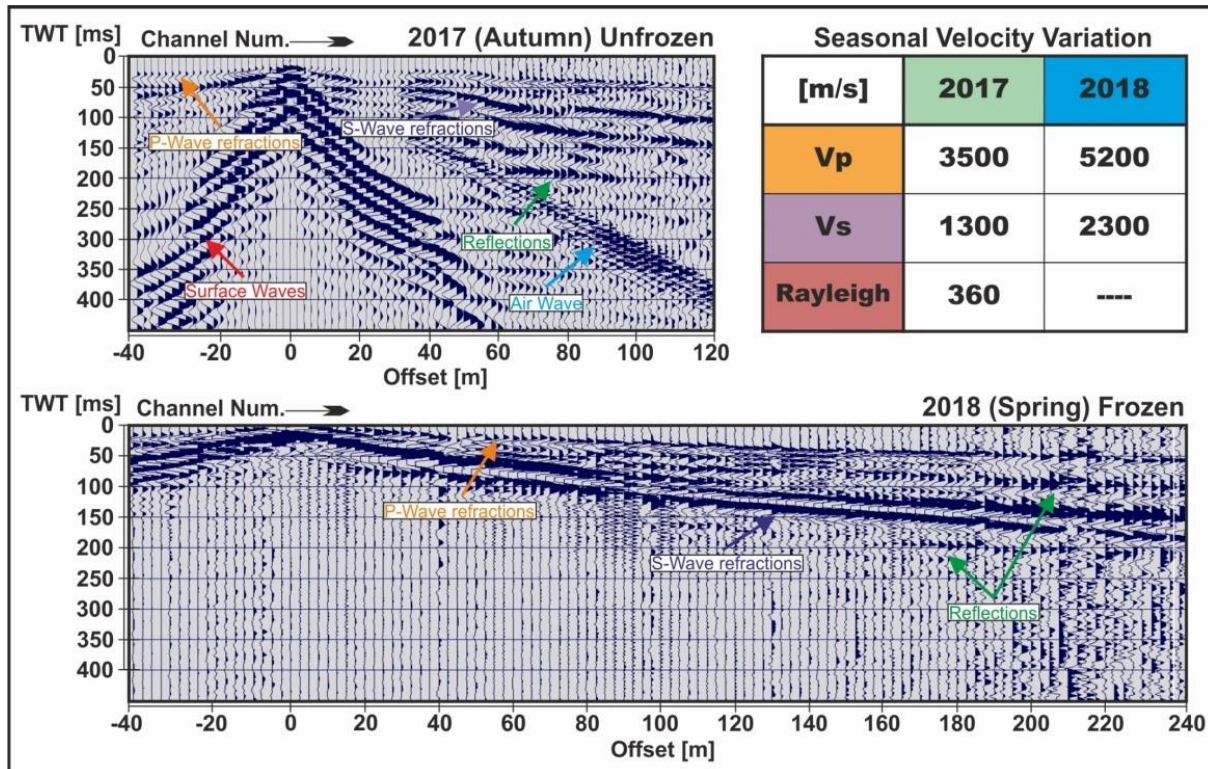 TWT [ms] Channel Num. 2017 (Autumn) Unfrozen
0
50
100
150
200
250
300
350
400
P-Wave refractions
S-Wave refractions
Reflections
Surface Waves
Air Wave
-40 -20 0 20 40 60 80 100 120
Offset [m]
Seasonal Velocity Variation
[m/s] 2017 2018
Vp 3500 5200
Vs 1300 2300
Rayleigh 360 ----
TWT [ms] Channel Num. 2018 (Spring) Frozen
0
50
100
150
200
250
300
350
400
P-Wave refractions
S-Wave refractions
Reflections
-40 -20 0 20 40 60 80 100 120 140 160 180 200 220 240
Offset [m]